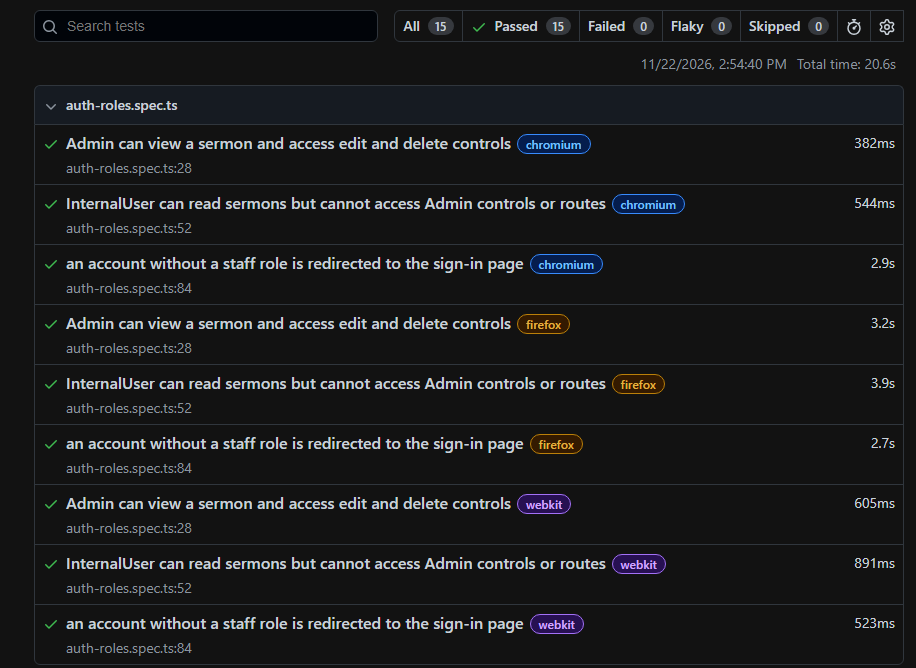 Search tests
All 15 Passed 15 Failed 0 Flaky 0 Skipped 0
11/22/2026, 2:54:40 PM Total time: 20.6s
auth-roles.spec.ts
Admin can view a sermon and access edit and delete controls chromium 382ms
auth-roles.spec.ts:28
InternalUser can read sermons but cannot access Admin controls or routes chromium 544ms
auth-roles.spec.ts:52
an account without a staff role is redirected to the sign-in page chromium 2.9s
auth-roles.spec.ts:84
Admin can view a sermon and access edit and delete controls firefox 3.2s
auth-roles.spec.ts:28
InternalUser can read sermons but cannot access Admin controls or routes firefox 3.9s
auth-roles.spec.ts:52
an account without a staff role is redirected to the sign-in page firefox 2.7s
auth-roles.spec.ts:84
Admin can view a sermon and access edit and delete controls webkit 605ms
auth-roles.spec.ts:28
InternalUser can read sermons but cannot access Admin controls or routes webkit 891ms
auth-roles.spec.ts:52
an account without a staff role is redirected to the sign-in page webkit 523ms
auth-roles.spec.ts:84